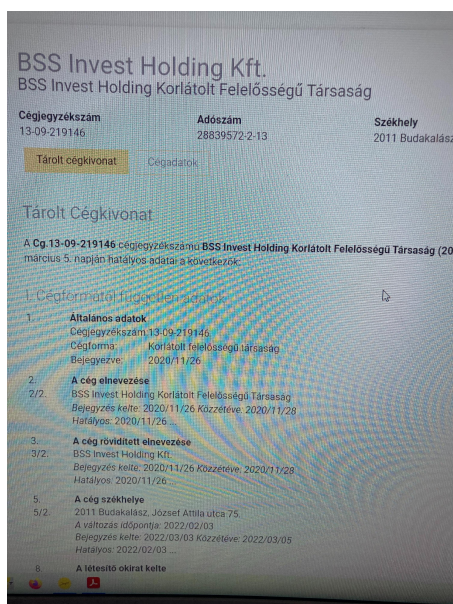 BSS Invest Holding Kft.
BSS Invest Holding Korlátolt Felelősségű Társaság
Cégjegyzékszám Adószám Székhely
13-09-219146 28839572-2-13 2011 Budakalász
Tárolt cégkivonat Cégadatok
Tárolt Cégkivonat
A Cg.13-09-219146 cégjegyzékszámú BSS Invest Holding Korlátolt Felelősségű Társaság (20
március 5. napján hatályos adatai a következők:
I. Cégformától független adatok
1. Általános adatok
Cégjegyzékszám:13-09-219146
Cégforma: Korlátolt felelősségű társaság
Bejegyezve: 2020/11/26
2. A cég elnevezése
2/2. BSS Invest Holding Korlátolt Felelősségű Társaság
Bejegyzés kelte: 2020/11/26 Közzétéve: 2020/11/28
Hatályos: 2020/11/26 ...
3. A cég rövidített elnevezése
3/2. BSS Invest Holding Kft.
Bejegyzés kelte: 2020/11/26 Közzétéve: 2020/11/28
Hatályos: 2020/11/26 ...
5. A cég székhelye
5/2. 2011 Budakalász, József Attila utca 75.
A változás időpontja: 2022/02/03
Bejegyzés kelte: 2022/03/03 Közzétéve: 2022/03/05
Hatályos: 2022/02/03 ...
8. A létesítő okirat kelte